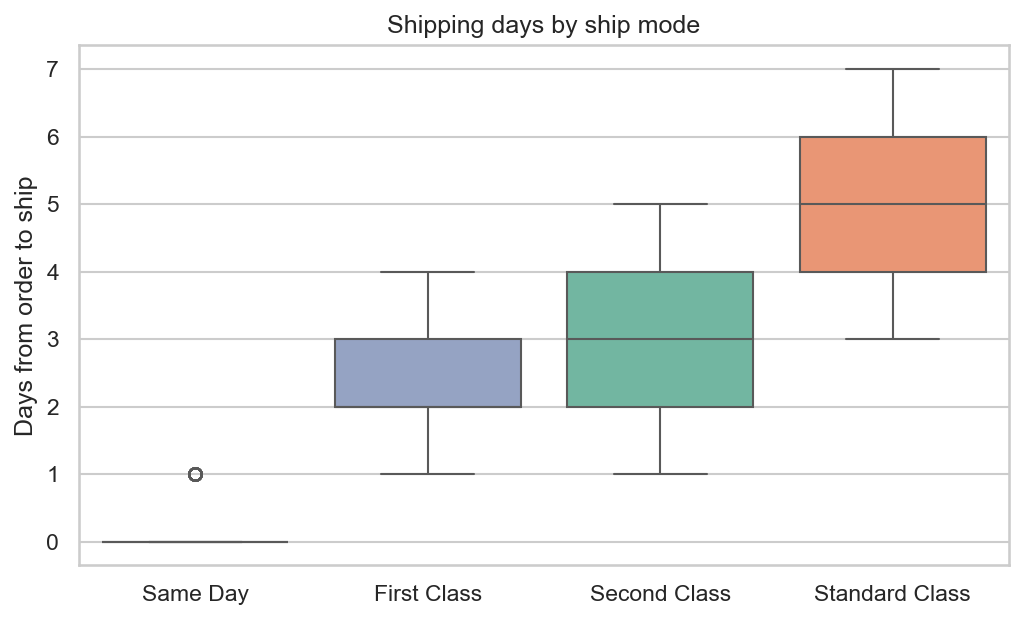 Shipping days by ship mode
Days from order to ship
7
6
5
4
3
2
1
0
Same Day
First Class
Second Class
Standard Class